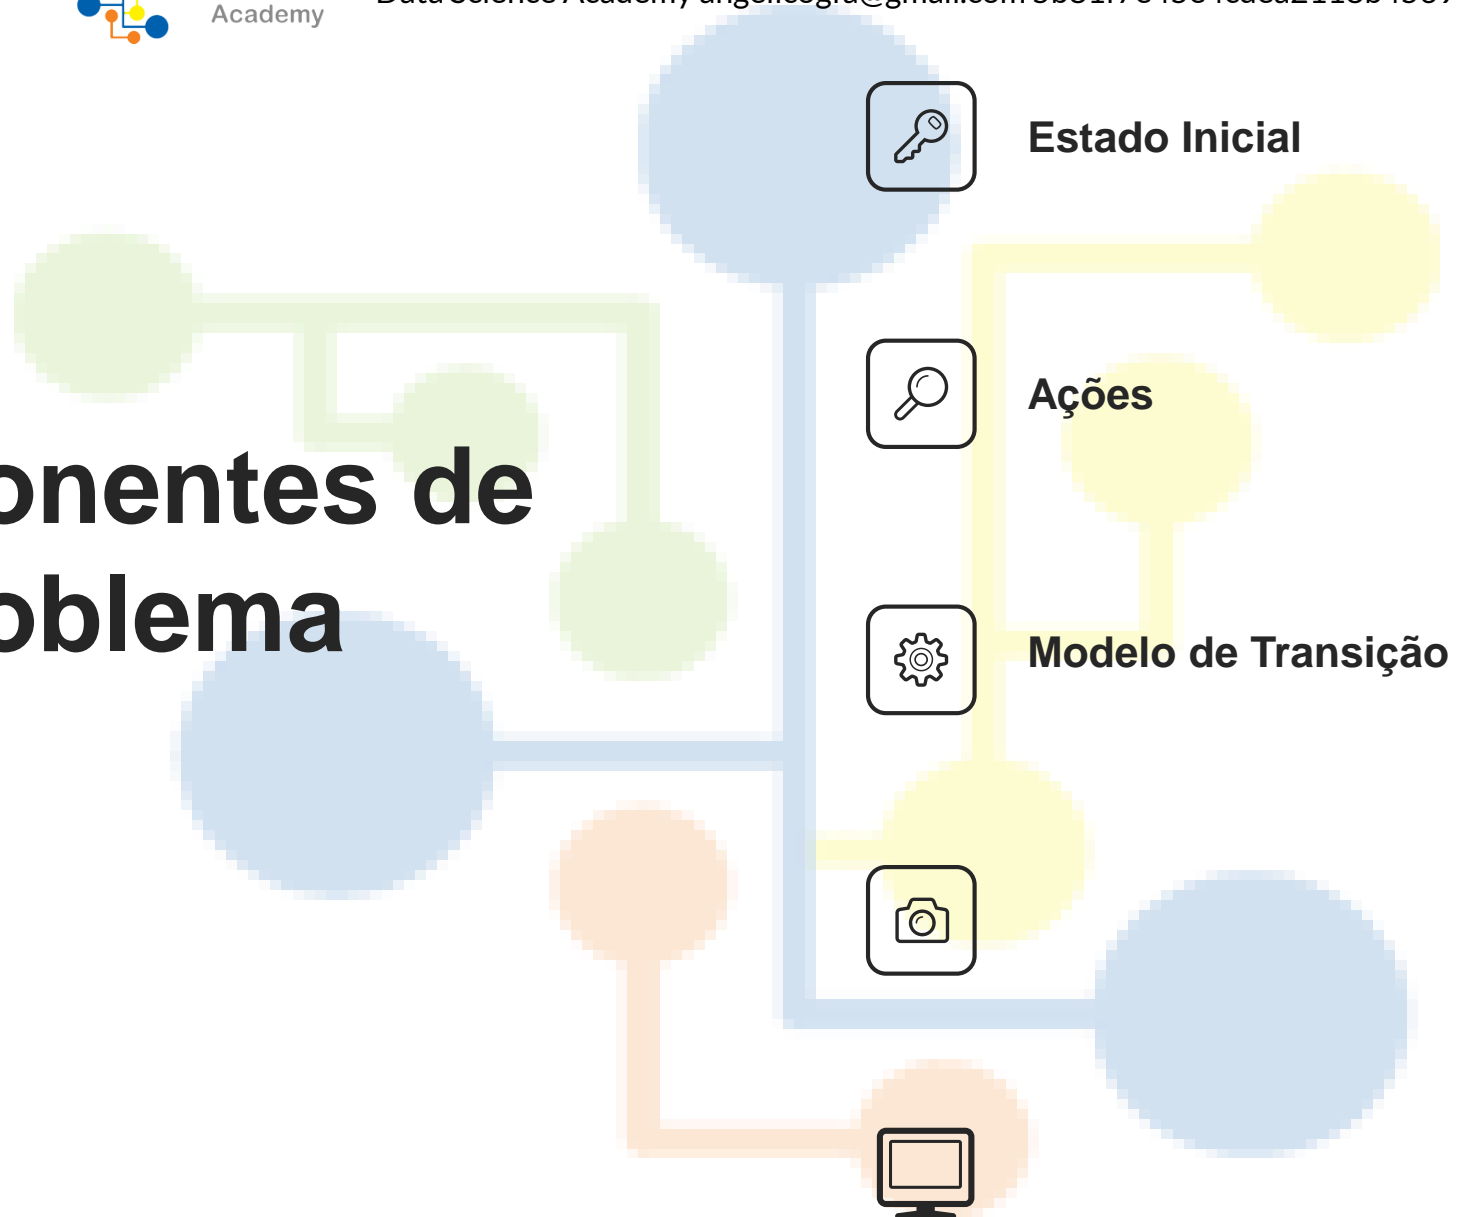 Academy
Estado Inicial
Ações
onentes de
oblema
Modelo de Transição